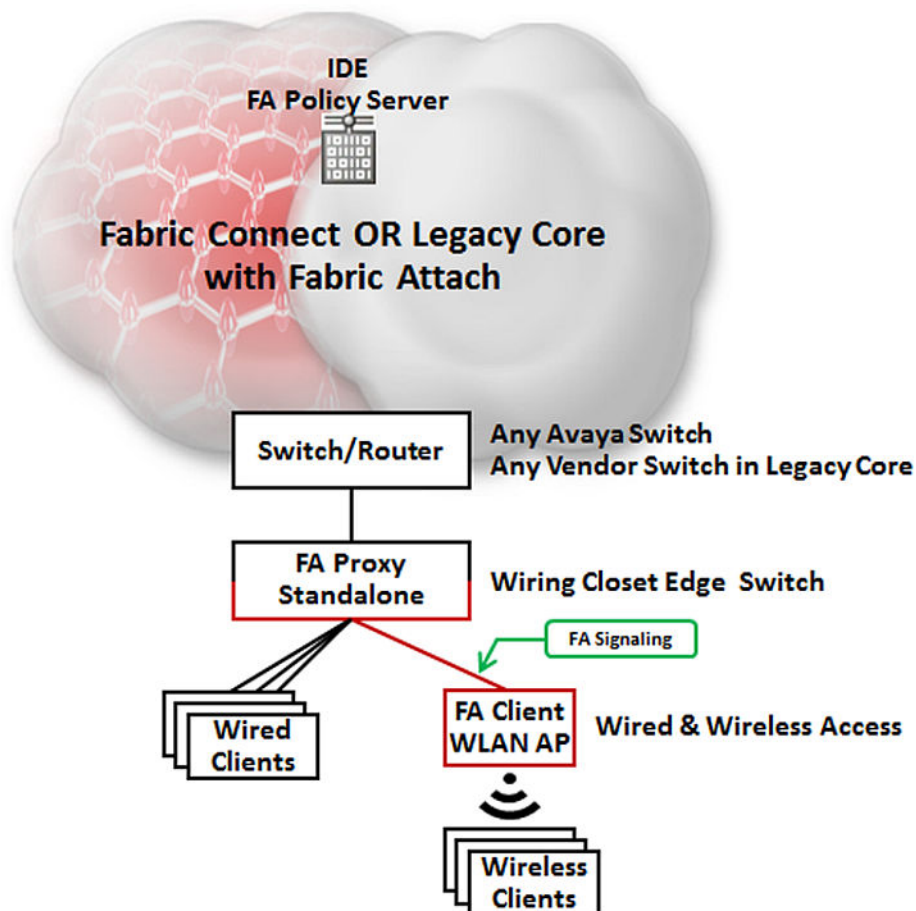 IDE
FA Policy Server
Fabric Connect OR Legacy Core
with Fabric Attach
Switch/Router
Any Avaya Switch
Any Vendor Switch in Legacy Core
FA Proxy
Standalone
Wiring Closet Edge Switch
FA Signaling
Wired
Clients
FA Client
WLAN AP
Wired & Wireless Access
Wireless
Clients